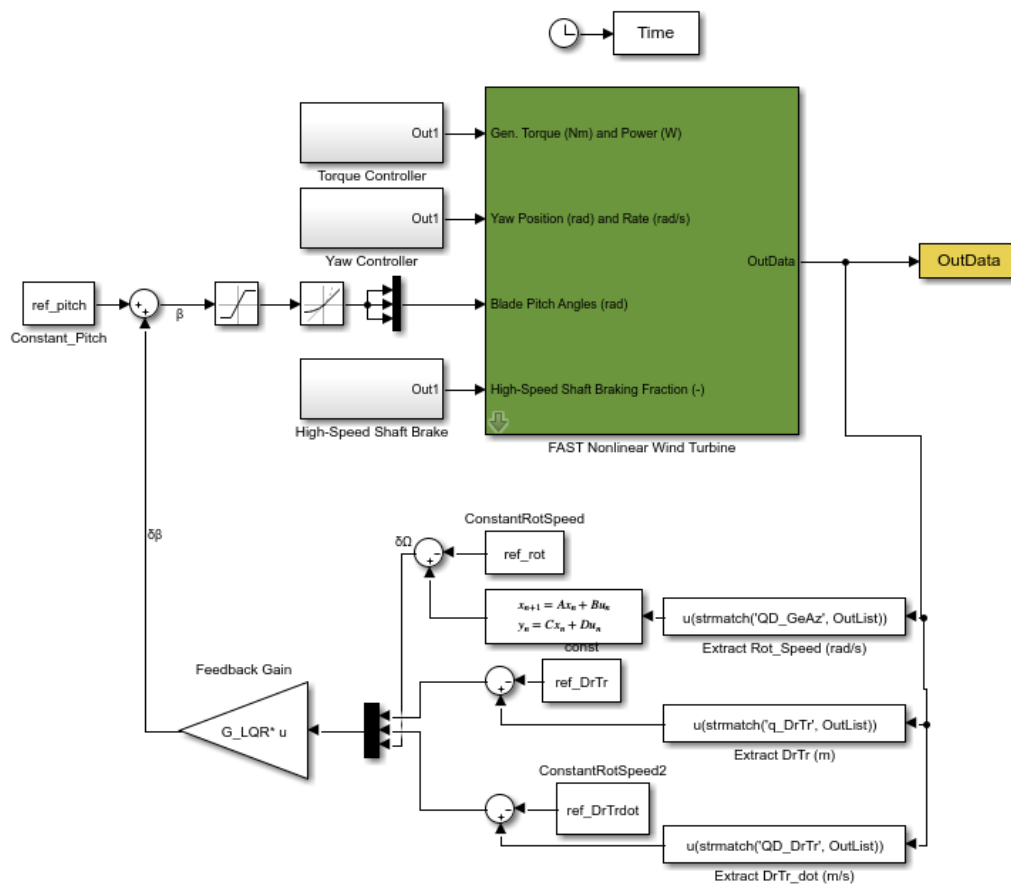 Time
Out1
Gen. Torque (Nm) and Power (W)
Torque Controller
Out1
Yaw Position (rad) and Rate (rad/s)
Yaw Controller
OutData
OutData
ref_pitch
Constant_Pitch
+
+
β
Blade Pitch Angles (rad)
Out1
High-Speed Shaft Braking Fraction (-)
High-Speed Shaft Brake
FAST Nonlinear Wind Turbine
δβ
ConstantRotSpeed
δΩ
+
−
ref_rot
xn+1 = Axn + Bun
yn = Cxn + Dun
u(strmatch('QD_GeAz', OutList))
Extract Rot_Speed (rad/s)
const
Feedback Gain
+
−
ref_DrTr
G_LQR* u
u(strmatch('q_DrTr', OutList))
Extract DrTr (m)
ConstantRotSpeed2
+
−
ref_DrTrdot
u(strmatch('QD_DrTr', OutList))
Extract DrTr_dot (m/s)